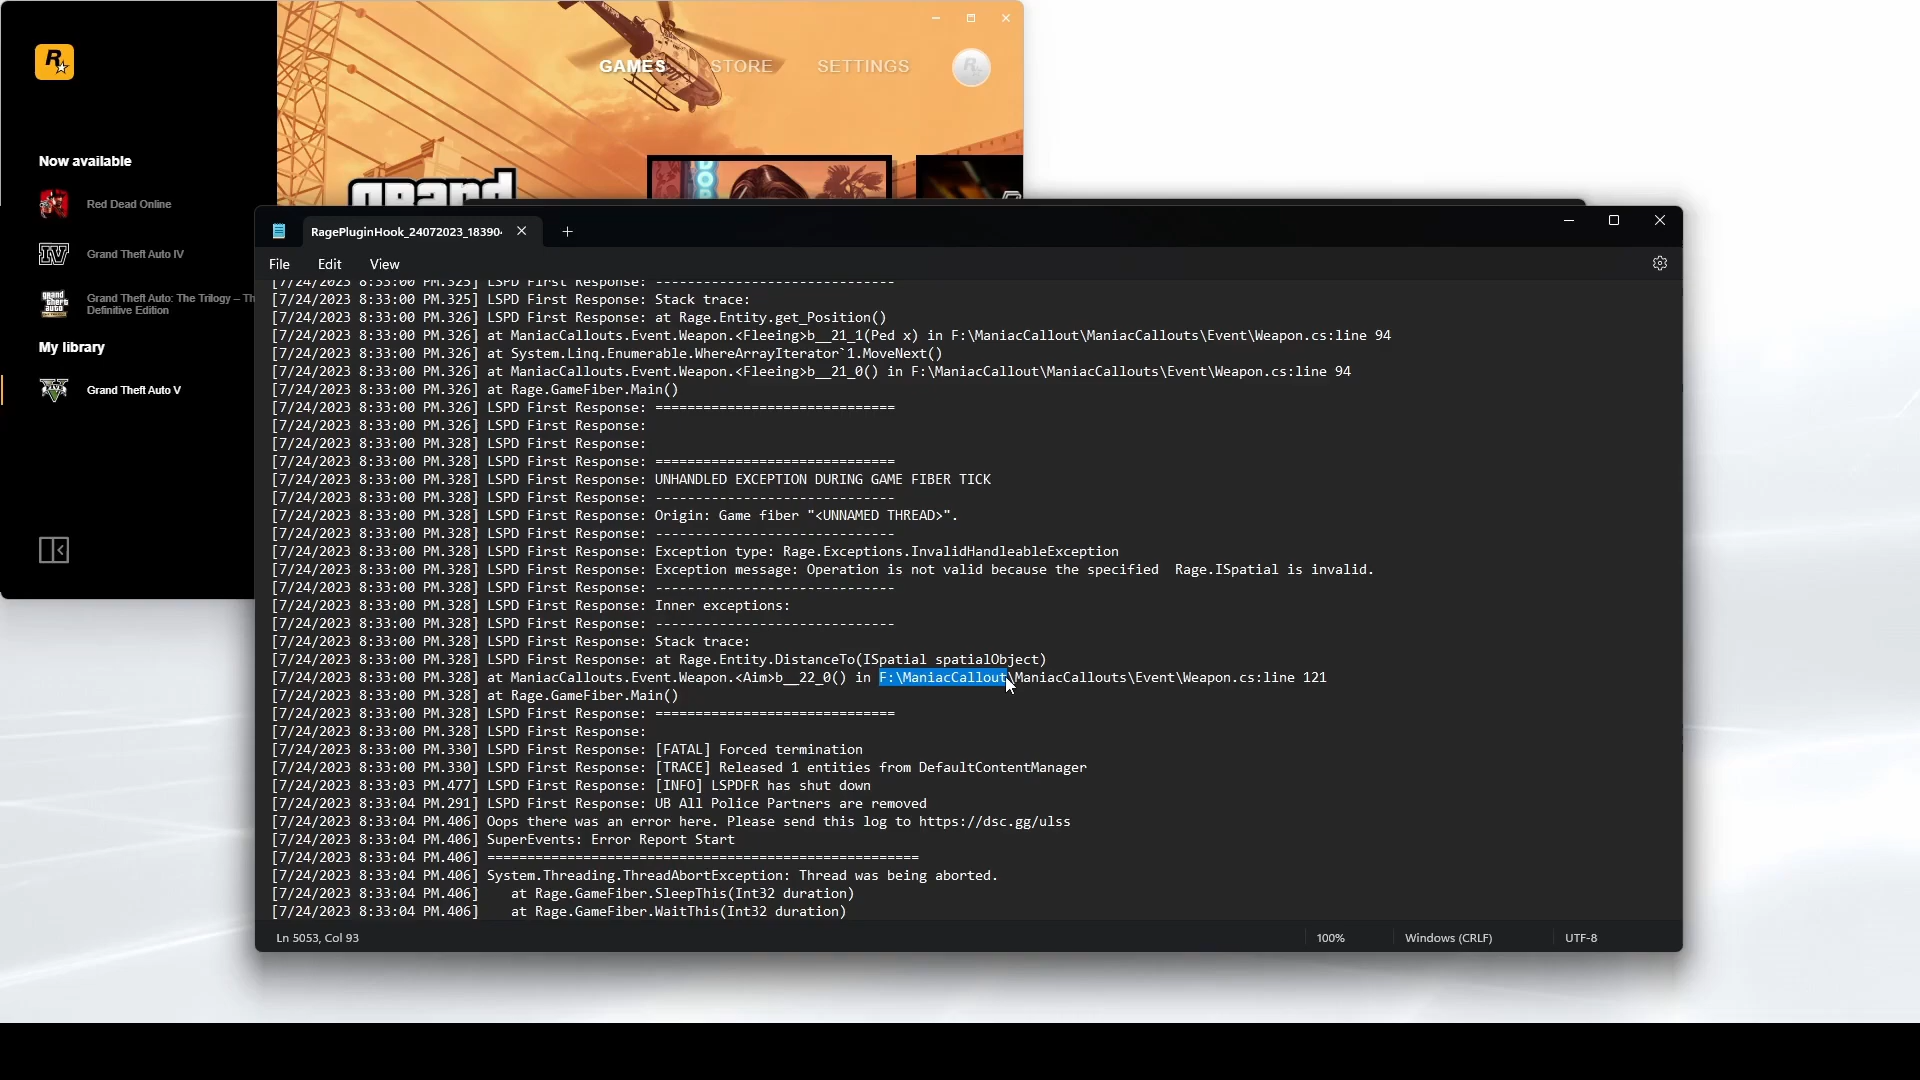 GAMES
STORE
SETTINGS
Now available
Red Dead Online
Grand Theft Auto IV
Grand Theft Auto: The Trilogy – Th
Definitive Edition
My library
Grand Theft Auto V
grand
RagePluginHook_24072023_18390
File Edit View
[7/24/2023 8:33:00 PM.325] LSPD First Response: ------------------------------
[7/24/2023 8:33:00 PM.325] LSPD First Response: Stack trace:
[7/24/2023 8:33:00 PM.326] LSPD First Response: at Rage.Entity.get_Position()
[7/24/2023 8:33:00 PM.326] at ManiacCallouts.Event.Weapon.<Fleeing>b__21_1(Ped x) in F:\ManiacCallout\ManiacCallouts\Event\Weapon.cs:line 94
[7/24/2023 8:33:00 PM.326] at System.Linq.Enumerable.WhereArrayIterator`1.MoveNext()
[7/24/2023 8:33:00 PM.326] at ManiacCallouts.Event.Weapon.<Fleeing>b__21_0() in F:\ManiacCallout\ManiacCallouts\Event\Weapon.cs:line 94
[7/24/2023 8:33:00 PM.326] at Rage.GameFiber.Main()
[7/24/2023 8:33:00 PM.326] LSPD First Response: ==============================
[7/24/2023 8:33:00 PM.326] LSPD First Response:
[7/24/2023 8:33:00 PM.328] LSPD First Response:
[7/24/2023 8:33:00 PM.328] LSPD First Response: ==============================
[7/24/2023 8:33:00 PM.328] LSPD First Response: UNHANDLED EXCEPTION DURING GAME FIBER TICK
[7/24/2023 8:33:00 PM.328] LSPD First Response: ------------------------------
[7/24/2023 8:33:00 PM.328] LSPD First Response: Origin: Game fiber "<UNNAMED THREAD>".
[7/24/2023 8:33:00 PM.328] LSPD First Response: ------------------------------
[7/24/2023 8:33:00 PM.328] LSPD First Response: Exception type: Rage.Exceptions.InvalidHandleableException
[7/24/2023 8:33:00 PM.328] LSPD First Response: Exception message: Operation is not valid because the specified  Rage.ISpatial is invalid.
[7/24/2023 8:33:00 PM.328] LSPD First Response: ------------------------------
[7/24/2023 8:33:00 PM.328] LSPD First Response: Inner exceptions:
[7/24/2023 8:33:00 PM.328] LSPD First Response: ------------------------------
[7/24/2023 8:33:00 PM.328] LSPD First Response: Stack trace:
[7/24/2023 8:33:00 PM.328] LSPD First Response: at Rage.Entity.DistanceTo(ISpatial spatialObject)
[7/24/2023 8:33:00 PM.328] at ManiacCallouts.Event.Weapon.<Aim>b__22_0() in F:\ManiacCallout\ManiacCallouts\Event\Weapon.cs:line 121
[7/24/2023 8:33:00 PM.328] at Rage.GameFiber.Main()
[7/24/2023 8:33:00 PM.328] LSPD First Response: ==============================
[7/24/2023 8:33:00 PM.328] LSPD First Response:
[7/24/2023 8:33:00 PM.330] LSPD First Response: [FATAL] Forced termination
[7/24/2023 8:33:00 PM.330] LSPD First Response: [TRACE] Released 1 entities from DefaultContentManager
[7/24/2023 8:33:03 PM.477] LSPD First Response: [INFO] LSPDFR has shut down
[7/24/2023 8:33:04 PM.291] LSPD First Response: UB All Police Partners are removed
[7/24/2023 8:33:04 PM.406] Oops there was an error here. Please send this log to https://dsc.gg/ulss
[7/24/2023 8:33:04 PM.406] SuperEvents: Error Report Start
[7/24/2023 8:33:04 PM.406] ======================================================
[7/24/2023 8:33:04 PM.406] System.Threading.ThreadAbortException: Thread was being aborted.
[7/24/2023 8:33:04 PM.406]    at Rage.GameFiber.SleepThis(Int32 duration)
[7/24/2023 8:33:04 PM.406]    at Rage.GameFiber.WaitThis(Int32 duration)
Ln 5053, Col 93
100%
Windows (CRLF)
UTF-8